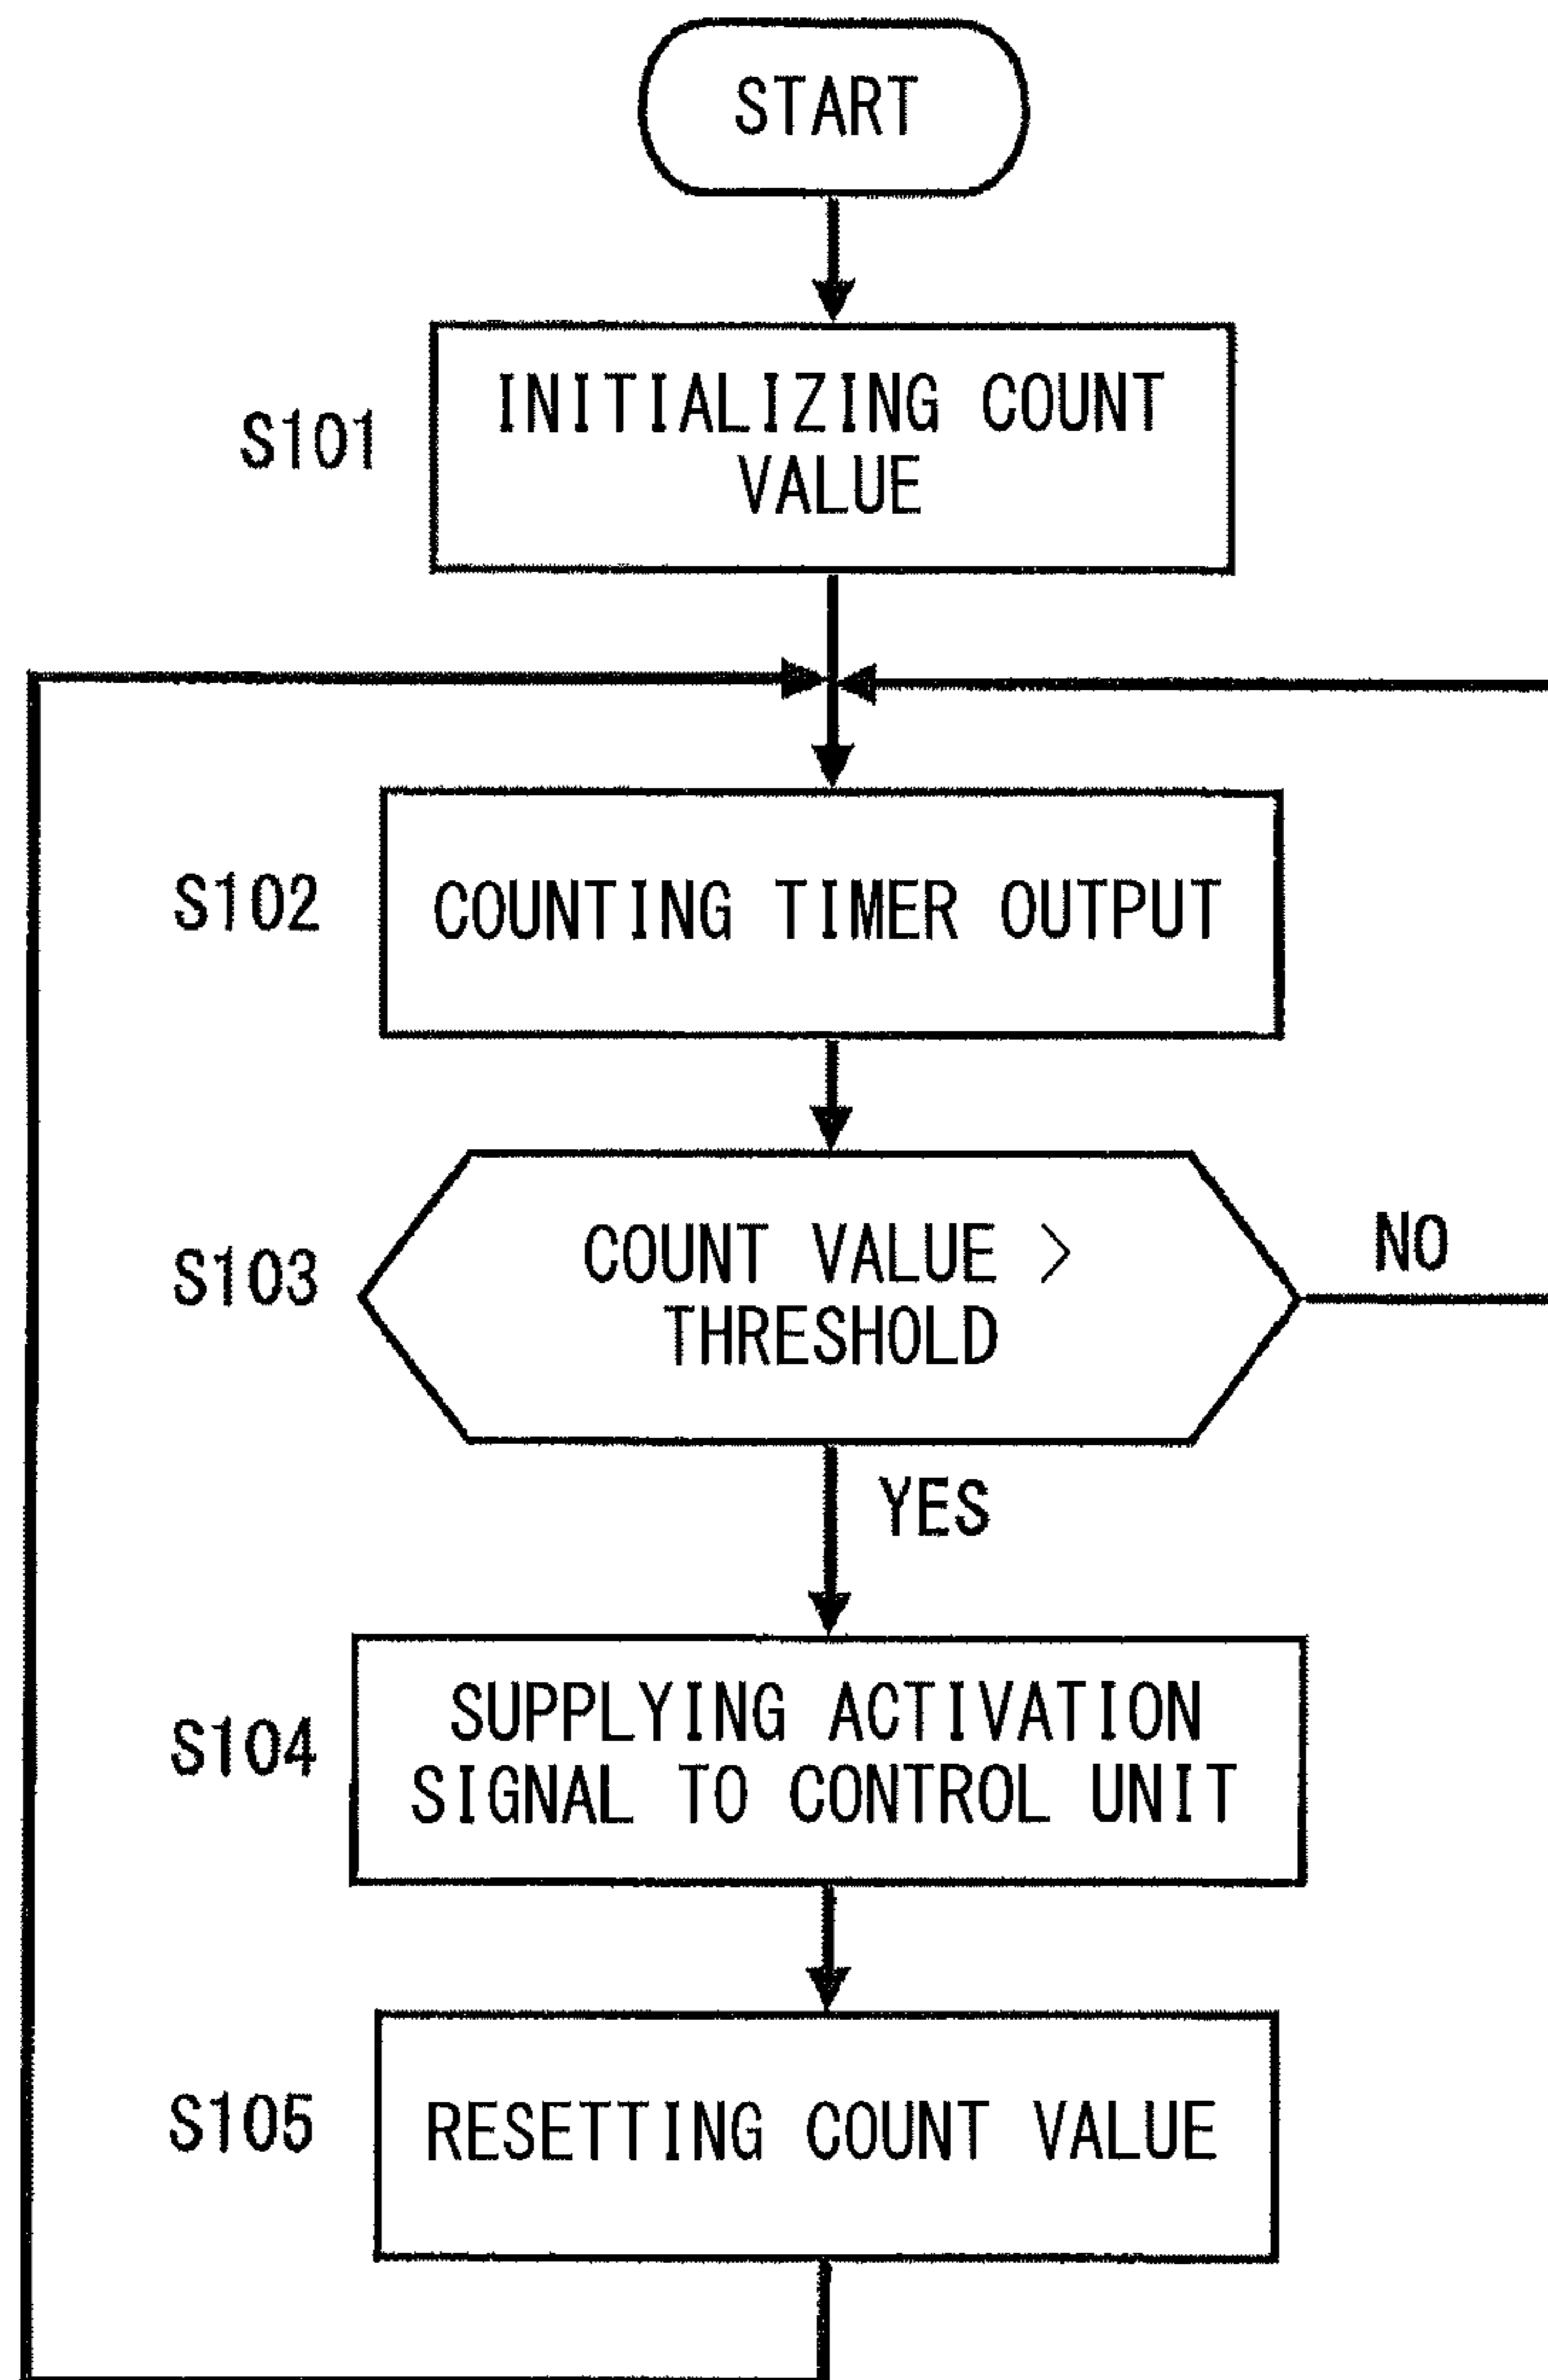 START
S101
INITIALIZING COUNT
VALUE
S102
COUNTING TIMER OUTPUT
S103
COUNT VALUE >
THRESHOLD
NO
YES
S104
SUPPLYING ACTIVATION
SIGNAL TO CONTROL UNIT
S105
RESETTING COUNT VALUE